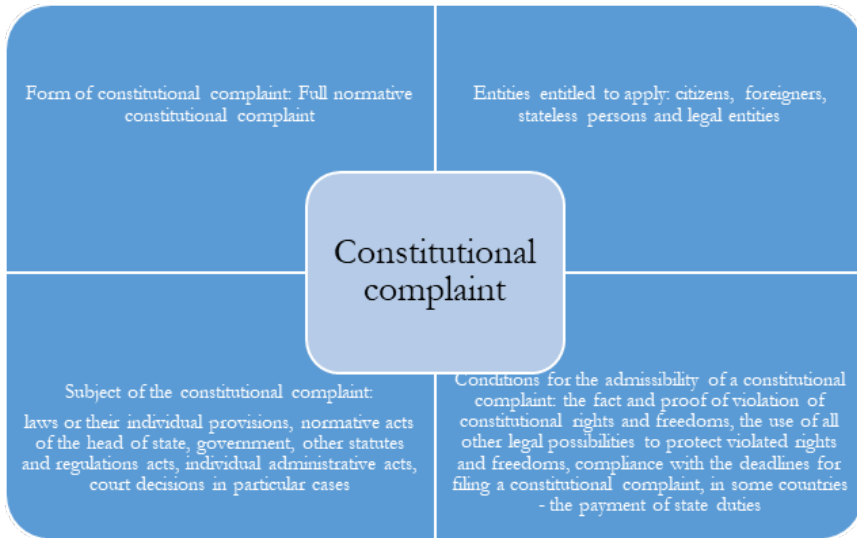 Form of constitutional complaint: Full normative
constitutional complaint
Entities entitled to apply: citizens, foreigners,
stateless persons and legal entities
Constitutional
complaint
Subject of the constitutional complaint:
laws or their individual provisions, normative acts
of the head of state, government, other statutes
and regulations acts, individual administrative acts,
court decisions in particular cases
Conditions for the admissibility of a constitutional
complaint: the fact and proof of violation of
constitutional rights and freedoms, the use of all
other legal possibilities to protect violated rights
and freedoms, compliance with the deadlines for
filing a constitutional complaint, in some countries
- the payment of state duties